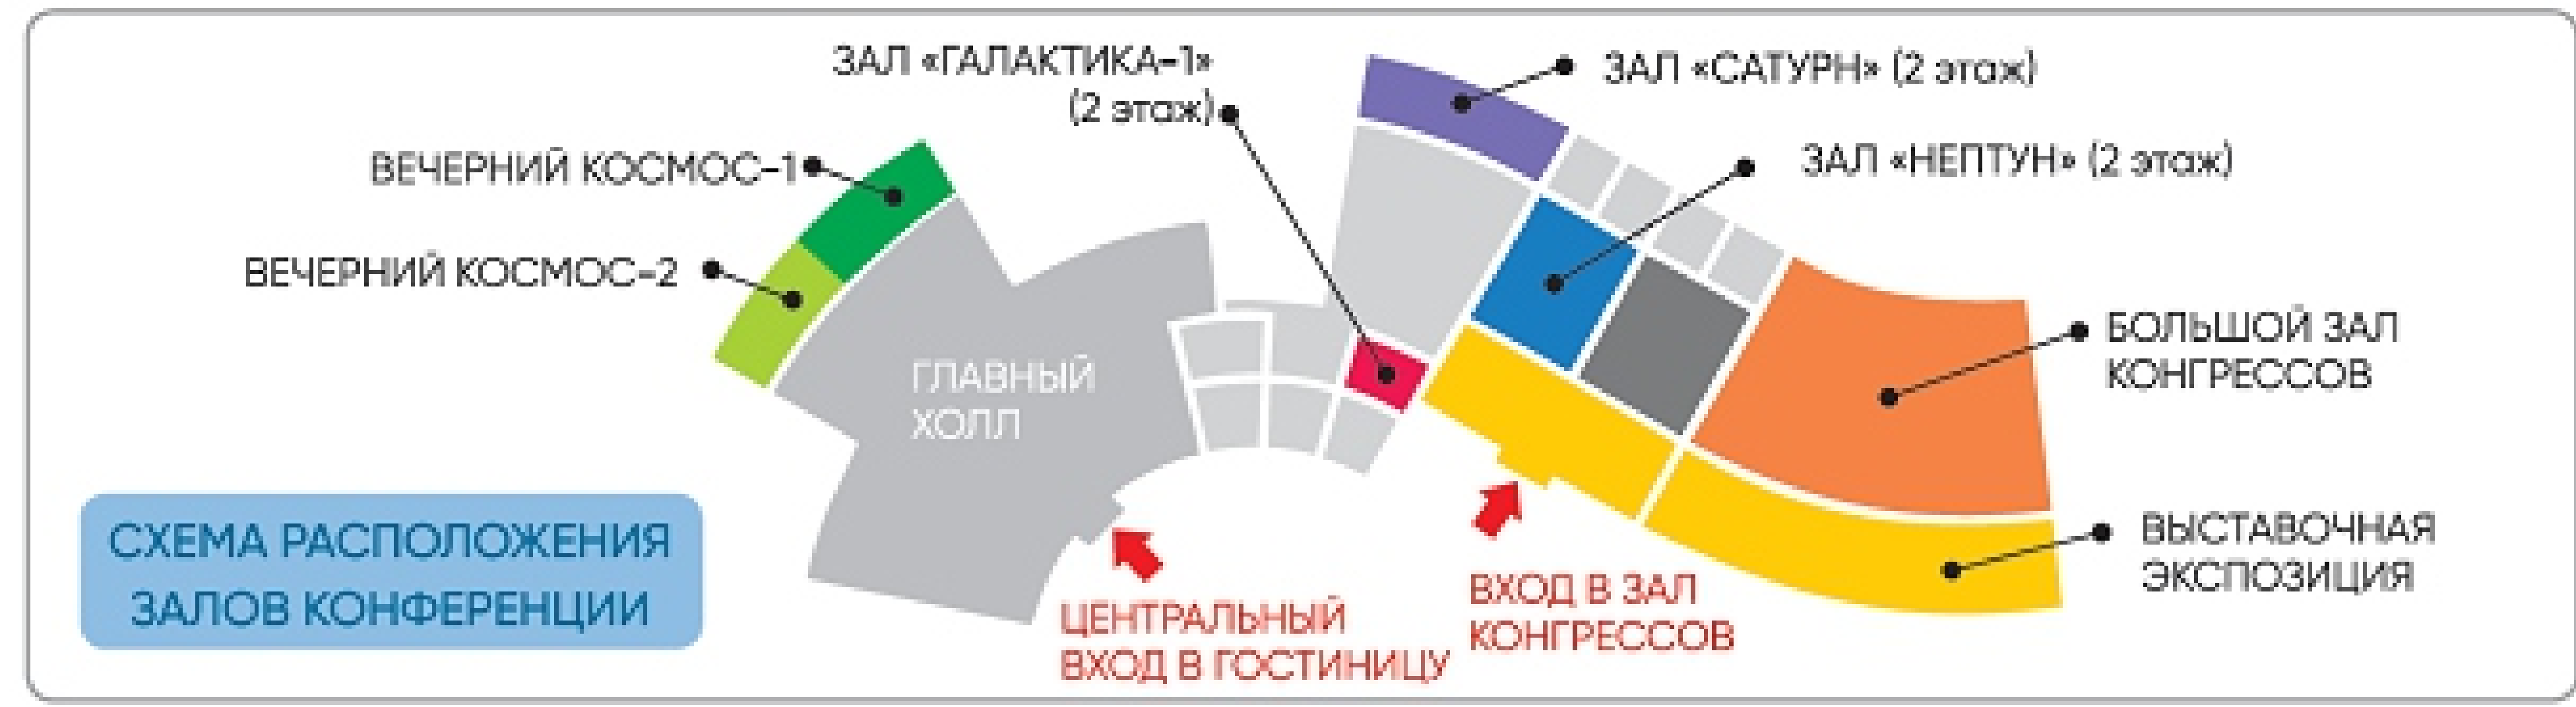 ЗАЛ «ГАЛАКТИКА-1»
(2 этаж)
ЗАЛ «САТУРН» (2 этаж)
ВЕЧЕРНИЙ КОСМОС-1
ЗАЛ «НЕПТУН» (2 этаж)
ВЕЧЕРНИЙ КОСМОС-2
ГЛАВНЫЙ
ХОЛЛ
БОЛЬШОЙ ЗАЛ
КОНГРЕССОВ
СХЕМА РАСПОЛОЖЕНИЯ
ЗАЛОВ КОНФЕРЕНЦИИ
ЦЕНТРАЛЬНЫЙ
ВХОД В ГОСТИНИЦУ
ВХОД В ЗАЛ
КОНГРЕССОВ
ВЫСТАВОЧНАЯ
ЭКСПОЗИЦИЯ